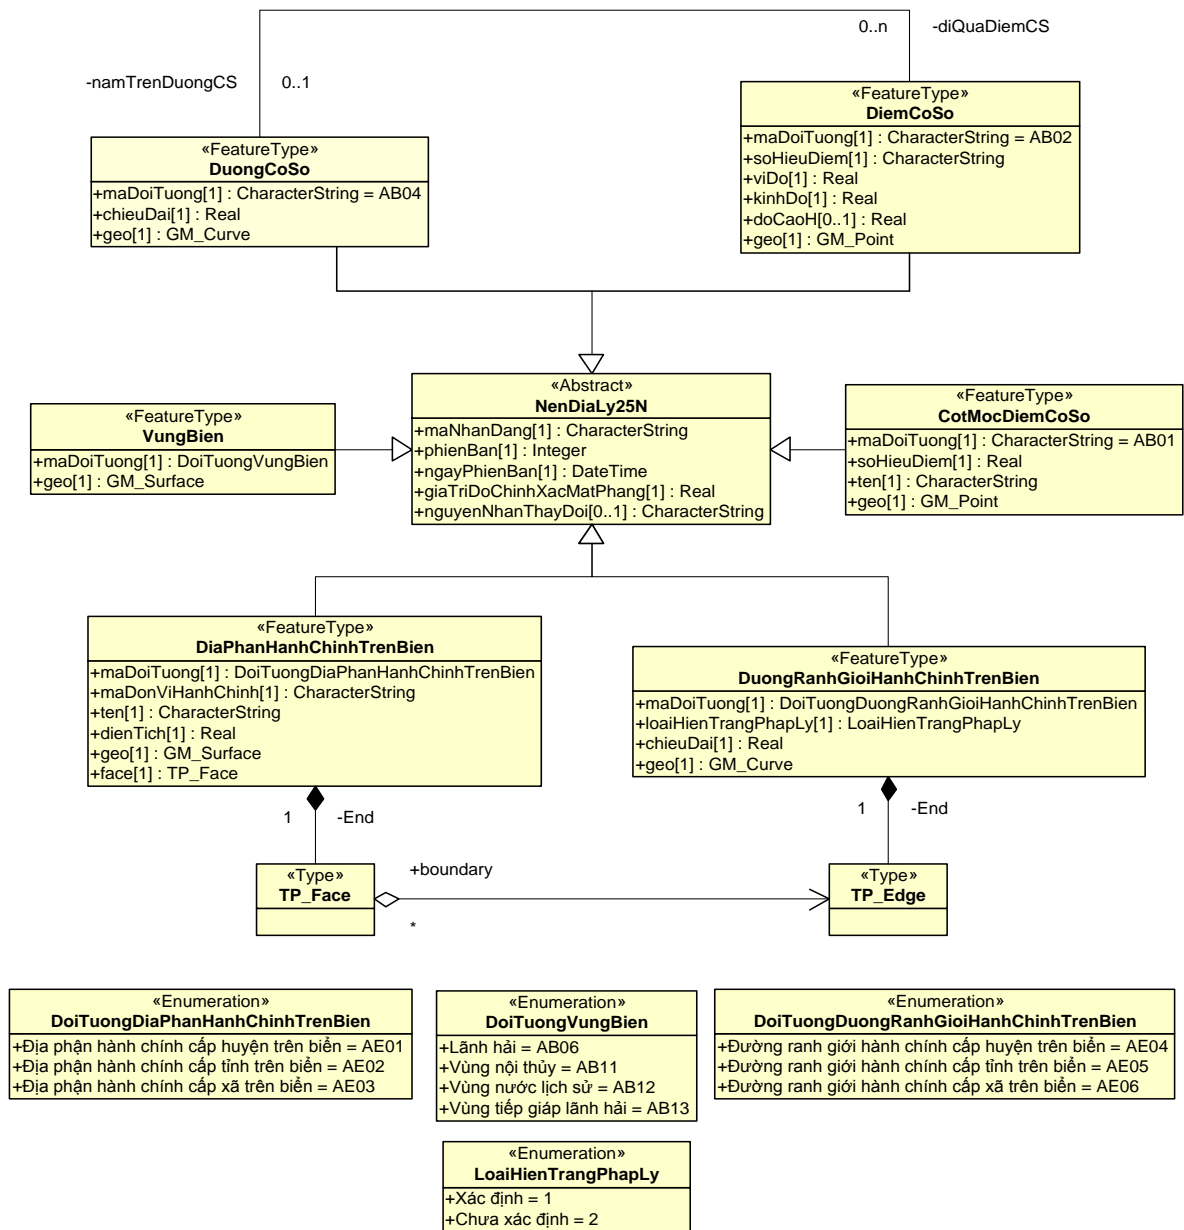 0..n
-diQuaDiemCS
-namTrenDuongCS
0..1
«FeatureType»
DiemCoSo
+maDoiTuong[1] : CharacterString = AB02
+soHieuDiem[1] : CharacterString
+viDo[1] : Real
+kinhDo[1] : Real
+doCaoH[0..1] : Real
+geo[1] : GM_Point
«FeatureType»
DuongCoSo
+maDoiTuong[1] : CharacterString = AB04
+chieuDai[1] : Real
+geo[1] : GM_Curve
«Abstract»
NenDiaLy25N
+maNhanDang[1] : CharacterString
+phienBan[1] : Integer
+ngayPhienBan[1] : DateTime
+giaTriDoChinhXacMatPhang[1] : Real
+nguyenNhanThayDoi[0..1] : CharacterString
«FeatureType»
VungBien
+maDoiTuong[1] : DoiTuongVungBien
+geo[1] : GM_Surface
«FeatureType»
CotMocDiemCoSo
+maDoiTuong[1] : CharacterString = AB01
+soHieuDiem[1] : Real
+ten[1] : CharacterString
+geo[1] : GM_Point
«FeatureType»
DiaPhanHanhChinhTrenBien
+maDoiTuong[1] : DoiTuongDiaPhanHanhChinhTrenBien
+maDonViHanhChinh[1] : CharacterString
+ten[1] : CharacterString
+dienTich[1] : Real
+geo[1] : GM_Surface
+face[1] : TP_Face
«FeatureType»
DuongRanhGioiHanhChinhTrenBien
+maDoiTuong[1] : DoiTuongDuongRanhGioiHanhChinhTrenBien
+loaiHienTrangPhapLy[1] : LoaiHienTrangPhapLy
+chieuDai[1] : Real
+geo[1] : GM_Curve
1
-End
1
-End
«Type»
TP_Face
+boundary
*
«Type»
TP_Edge
«Enumeration»
DoiTuongDiaPhanHanhChinhTrenBien
+Địa phận hành chính cấp huyện trên biển = AE01
+Địa phận hành chính cấp tỉnh trên biển = AE02
+Địa phận hành chính cấp xã trên biển = AE03
«Enumeration»
DoiTuongVungBien
+Lãnh hải = AB06
+Vùng nội thủy = AB11
+Vùng nước lịch sử = AB12
+Vùng tiếp giáp lãnh hải = AB13
«Enumeration»
DoiTuongDuongRanhGioiHanhChinhTrenBien
+Đường ranh giới hành chính cấp huyện trên biển = AE04
+Đường ranh giới hành chính cấp tỉnh trên biển = AE05
+Đường ranh giới hành chính cấp xã trên biển = AE06
«Enumeration»
LoaiHienTrangPhapLy
+Xác định = 1
+Chưa xác định = 2